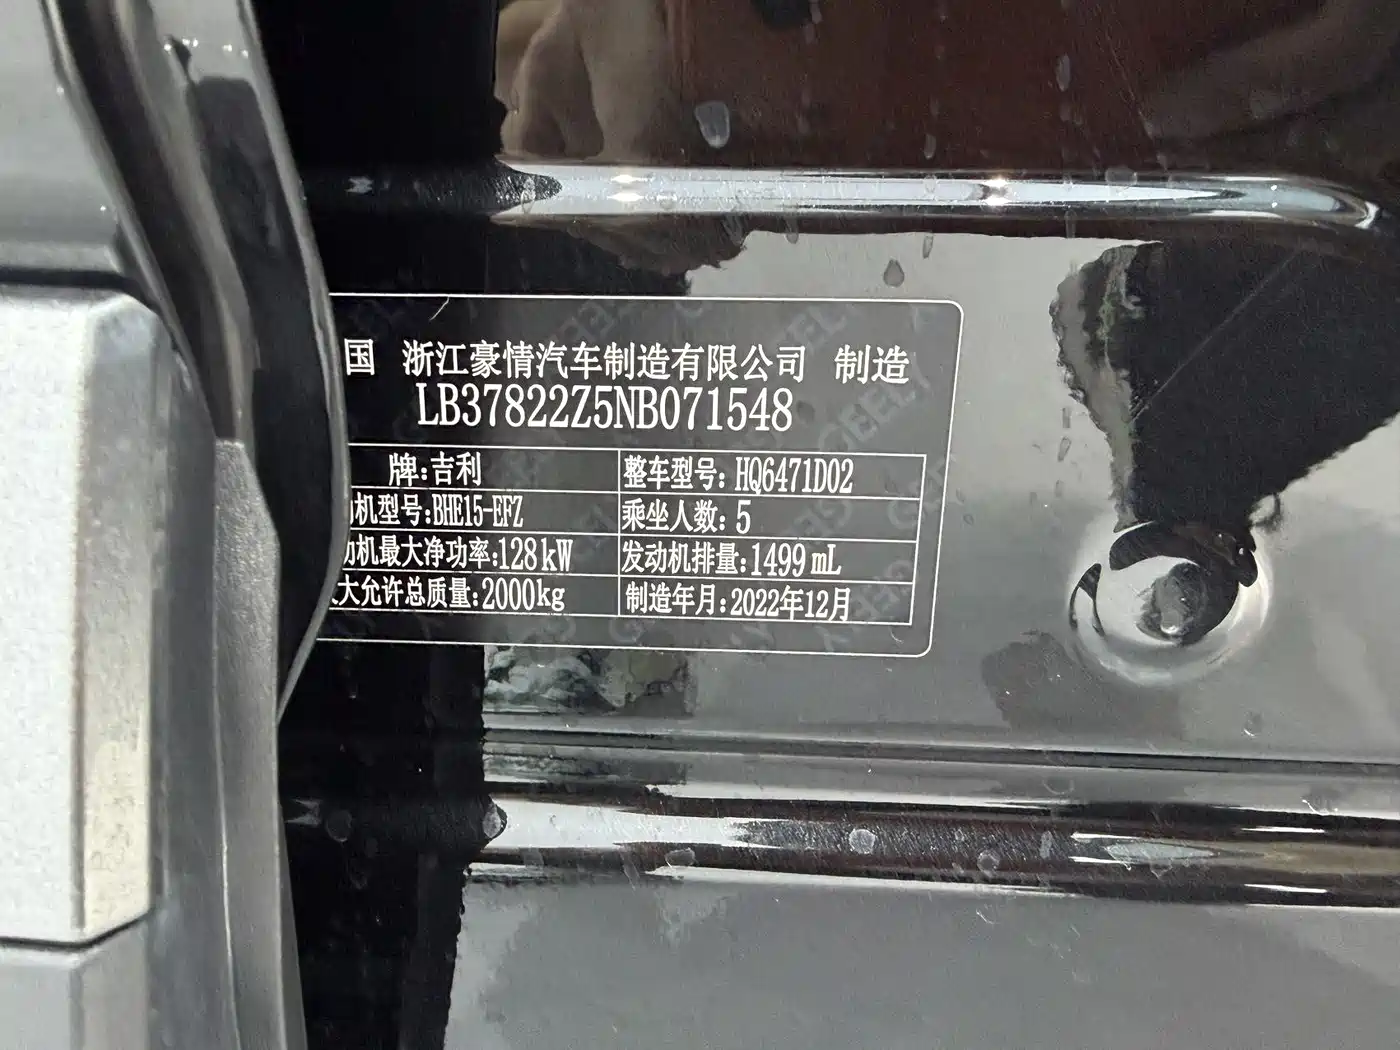 国 浙江豪情汽车制造有限公司 制造
LB37822Z5NB071548
牌:吉利 整车型号:HQ6471D02
机型号:BHE15-EFZ 乘坐人数:5
动机最大净功率:128kW 发动机排量:1499mL
大允许总质量:2000kg 制造年月:2022年12月